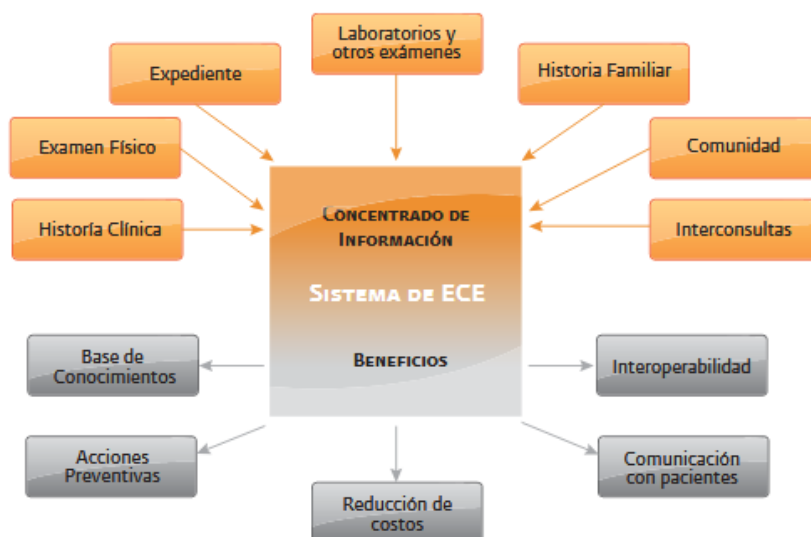 Laboratorios y
otros exámenes
Expediente
Historia Familiar
Examen Físico
Comunidad
Historía Clínica
Interconsultas
Concentrado de
Información
Sistema de ECE
Beneficios
Base de
Conocimientos
Interoperabilidad
Acciones
Preventivas
Comunicación
con pacientes
Reducción de
costos